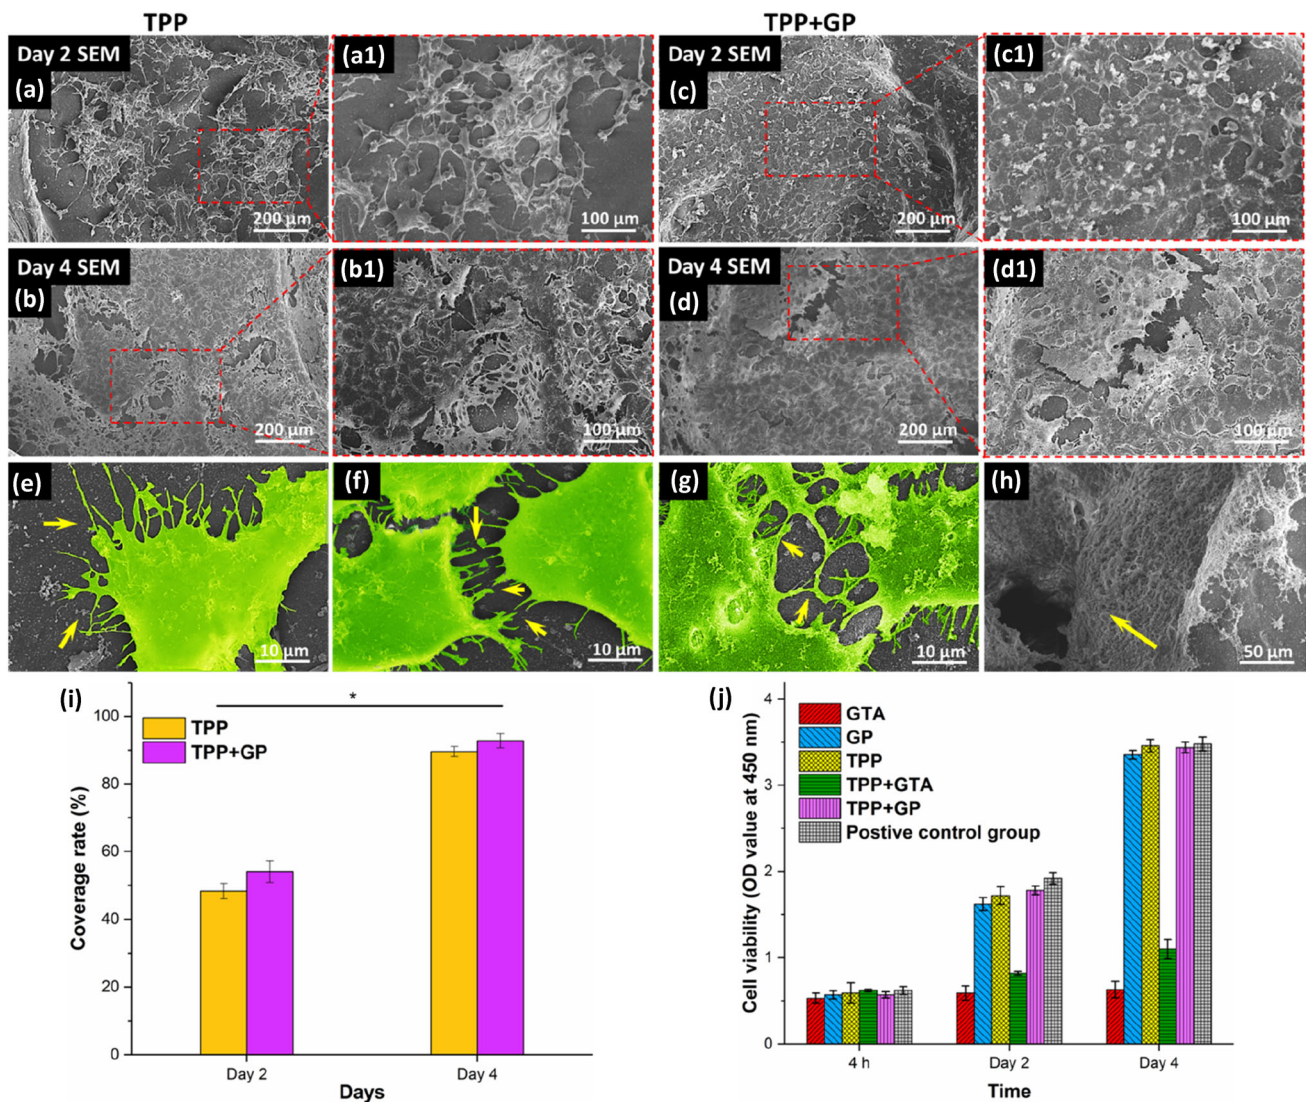 TPP
TPP+GP
Day 2 SEM
(a)
200 μm
(a1)
100 μm
Day 2 SEM
(c)
200 μm
(c1)
100 μm
Day 4 SEM
(b)
200 μm
(b1)
100 μm
Day 4 SEM
(d)
200 μm
(d1)
100 μm
(e)
10 μm
(f)
10 μm
(g)
10 μm
(h)
50 μm
(i)
*
TPP
TPP+GP
Coverage rate (%)
100
80
60
40
20
0
Day 2
Day 4
Days
(j)
GTA
GP
TPP
TPP+GTA
TPP+GP
Postive control group
Cell viability (OD value at 450 nm)
4
3
2
1
0
4 h
Day 2
Day 4
Time